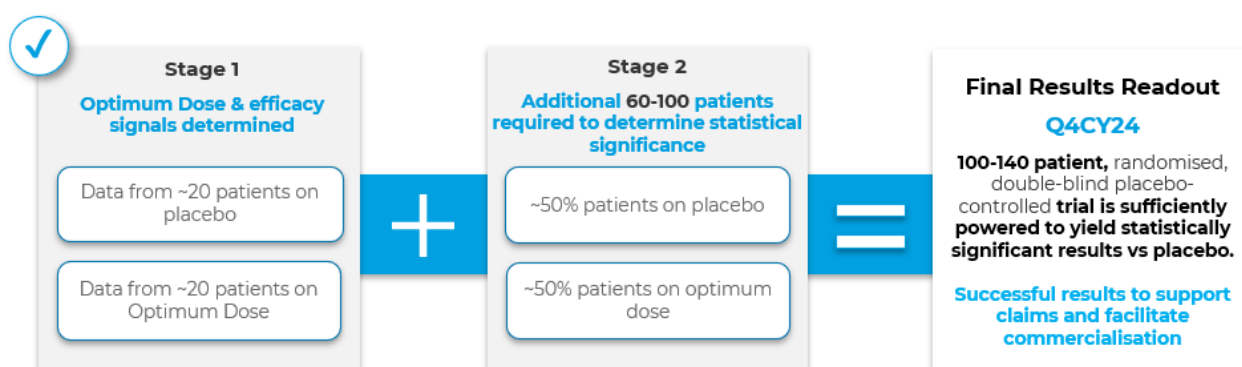 Stage 1
Optimum Dose & efficacy
signals determined
Data from ~20 patients on
placebo
Data from ~20 patients on
Optimum Dose
+
Stage 2
Additional 60-100 patients
required to determine statistical
significance
~50% patients on placebo
~50% patients on optimum
dose
=
Final Results Readout
Q4CY24
100-140 patient, randomised,
double-blind placebo-
controlled trial is sufficiently
powered to yield statistically
significant results vs placebo.
Successful results to support
claims and facilitate
commercialisation